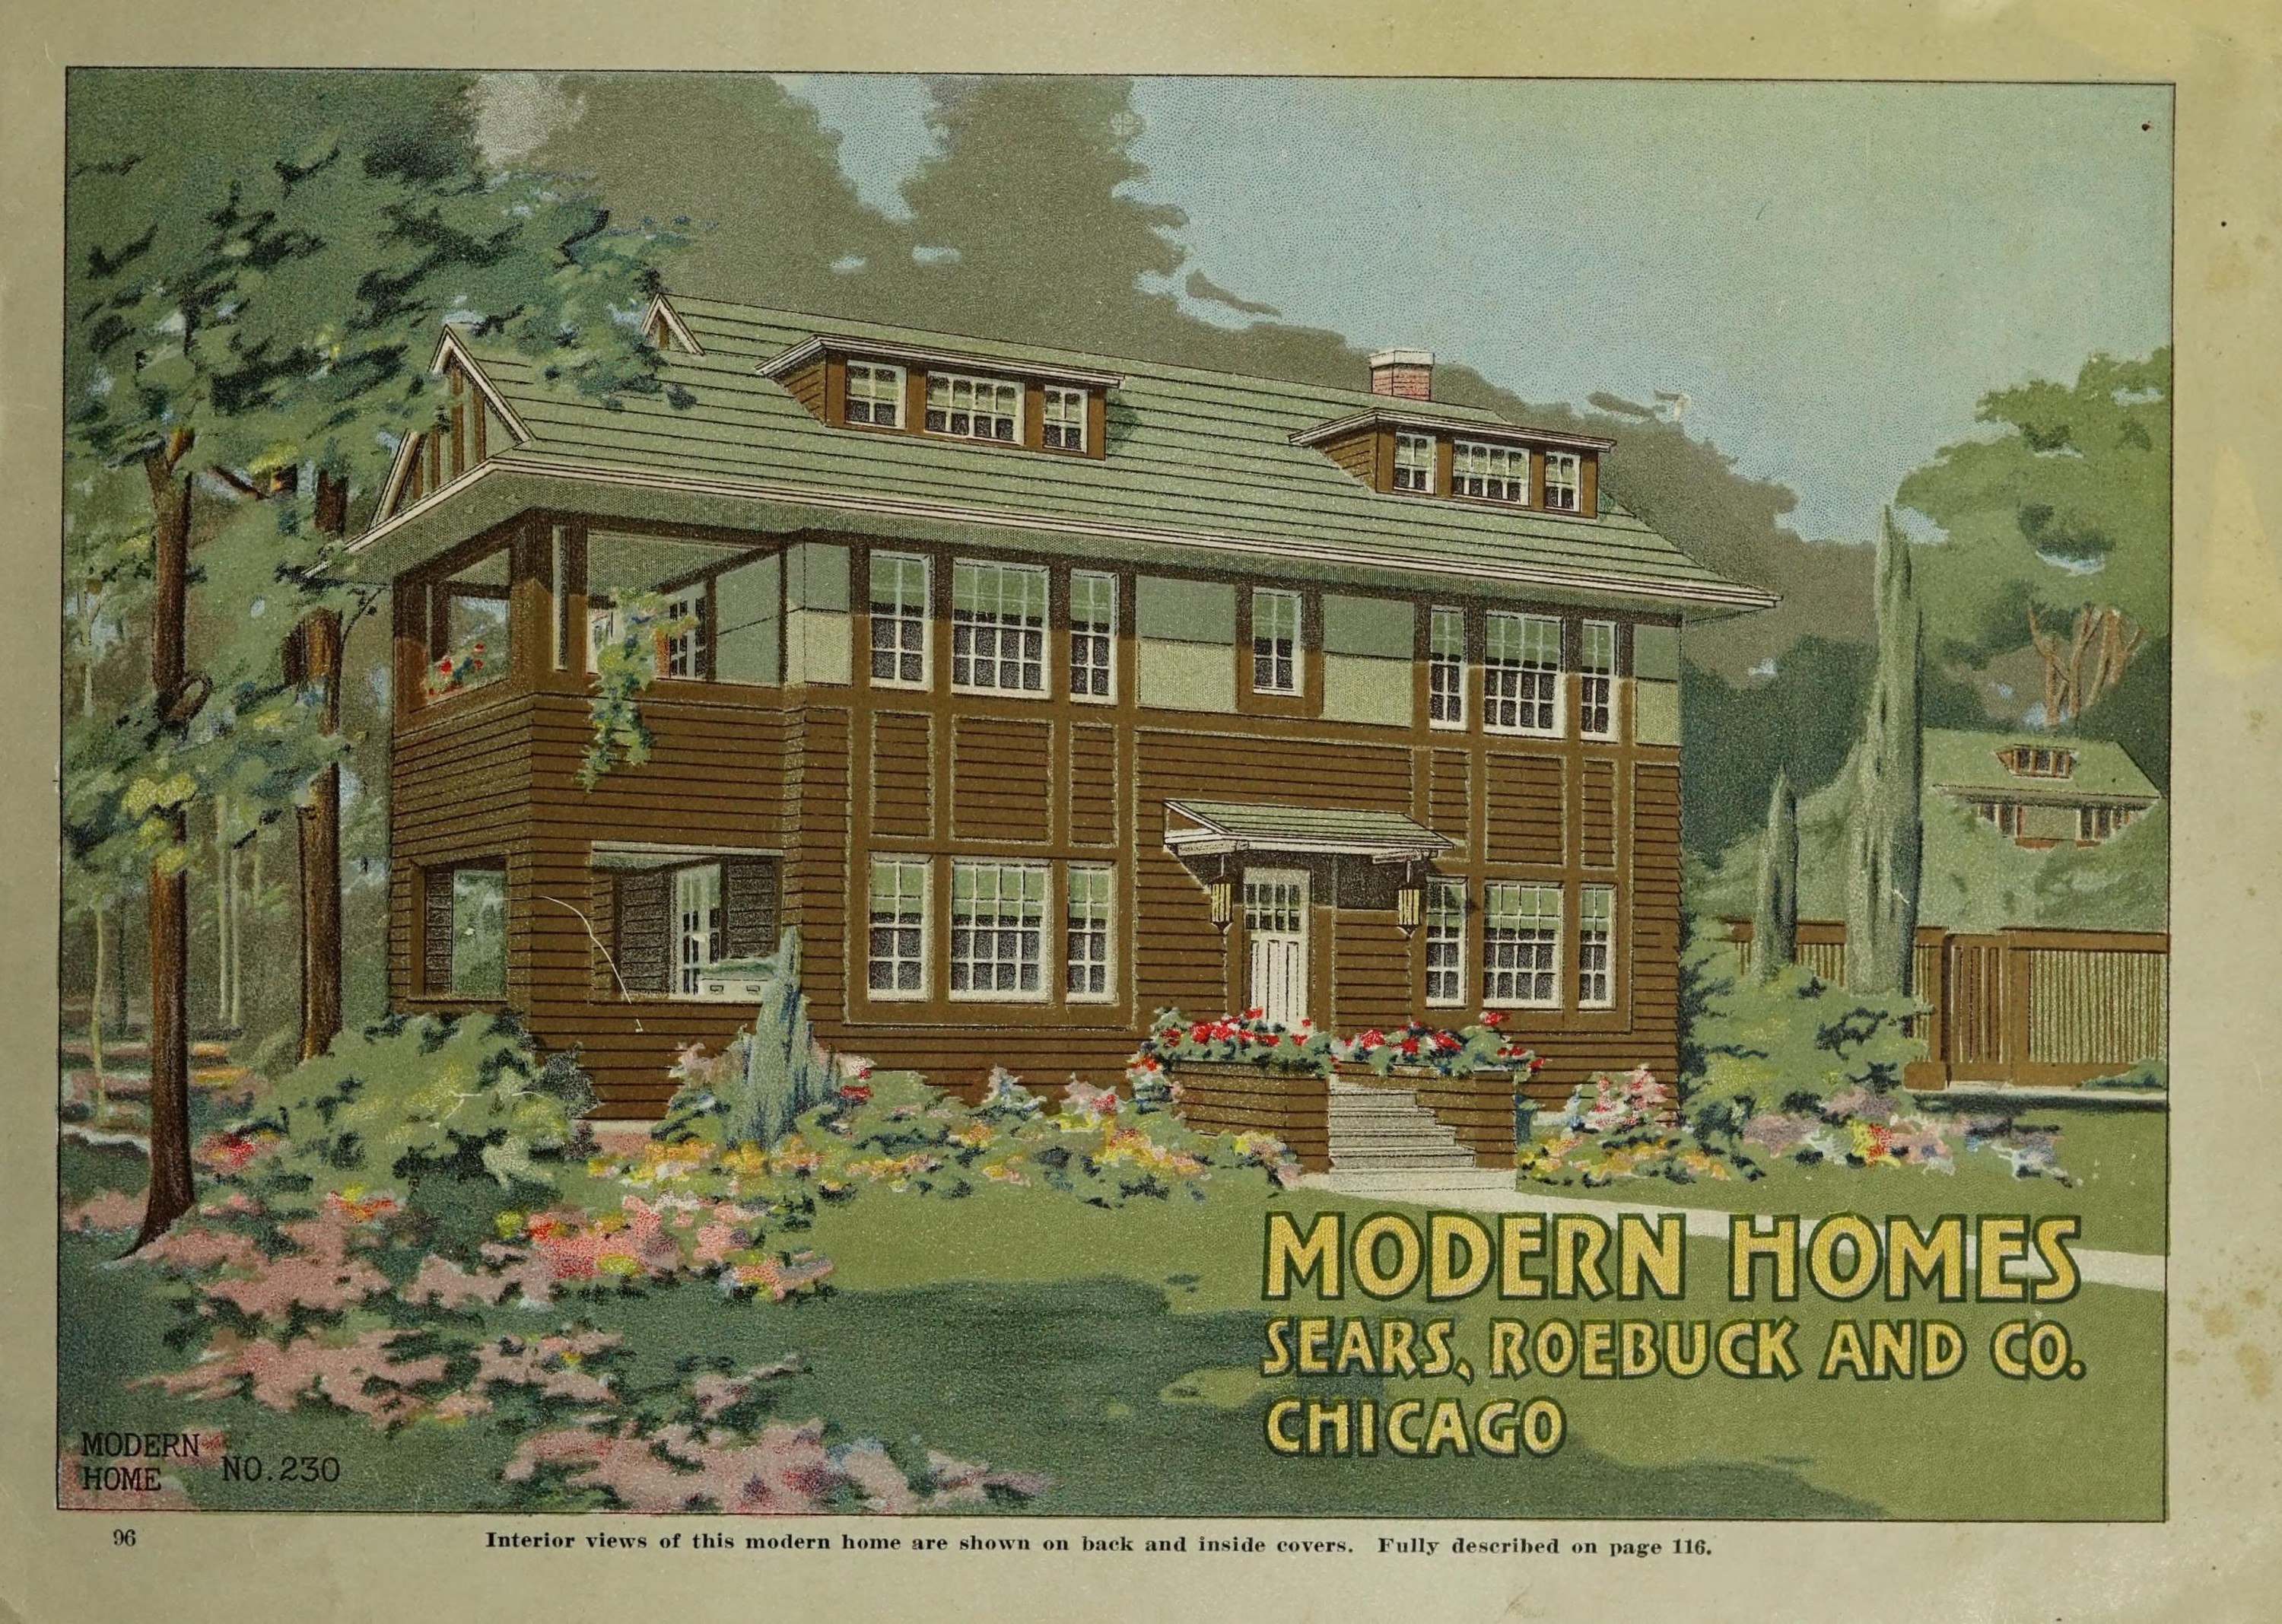 MODERN HOMES
SEARS, ROEBUCK AND CO.
CHICAGO
MODERN
HOME NO. 230
96
Interior views of this modern home are shown on back and inside covers. Fully described on page 116.